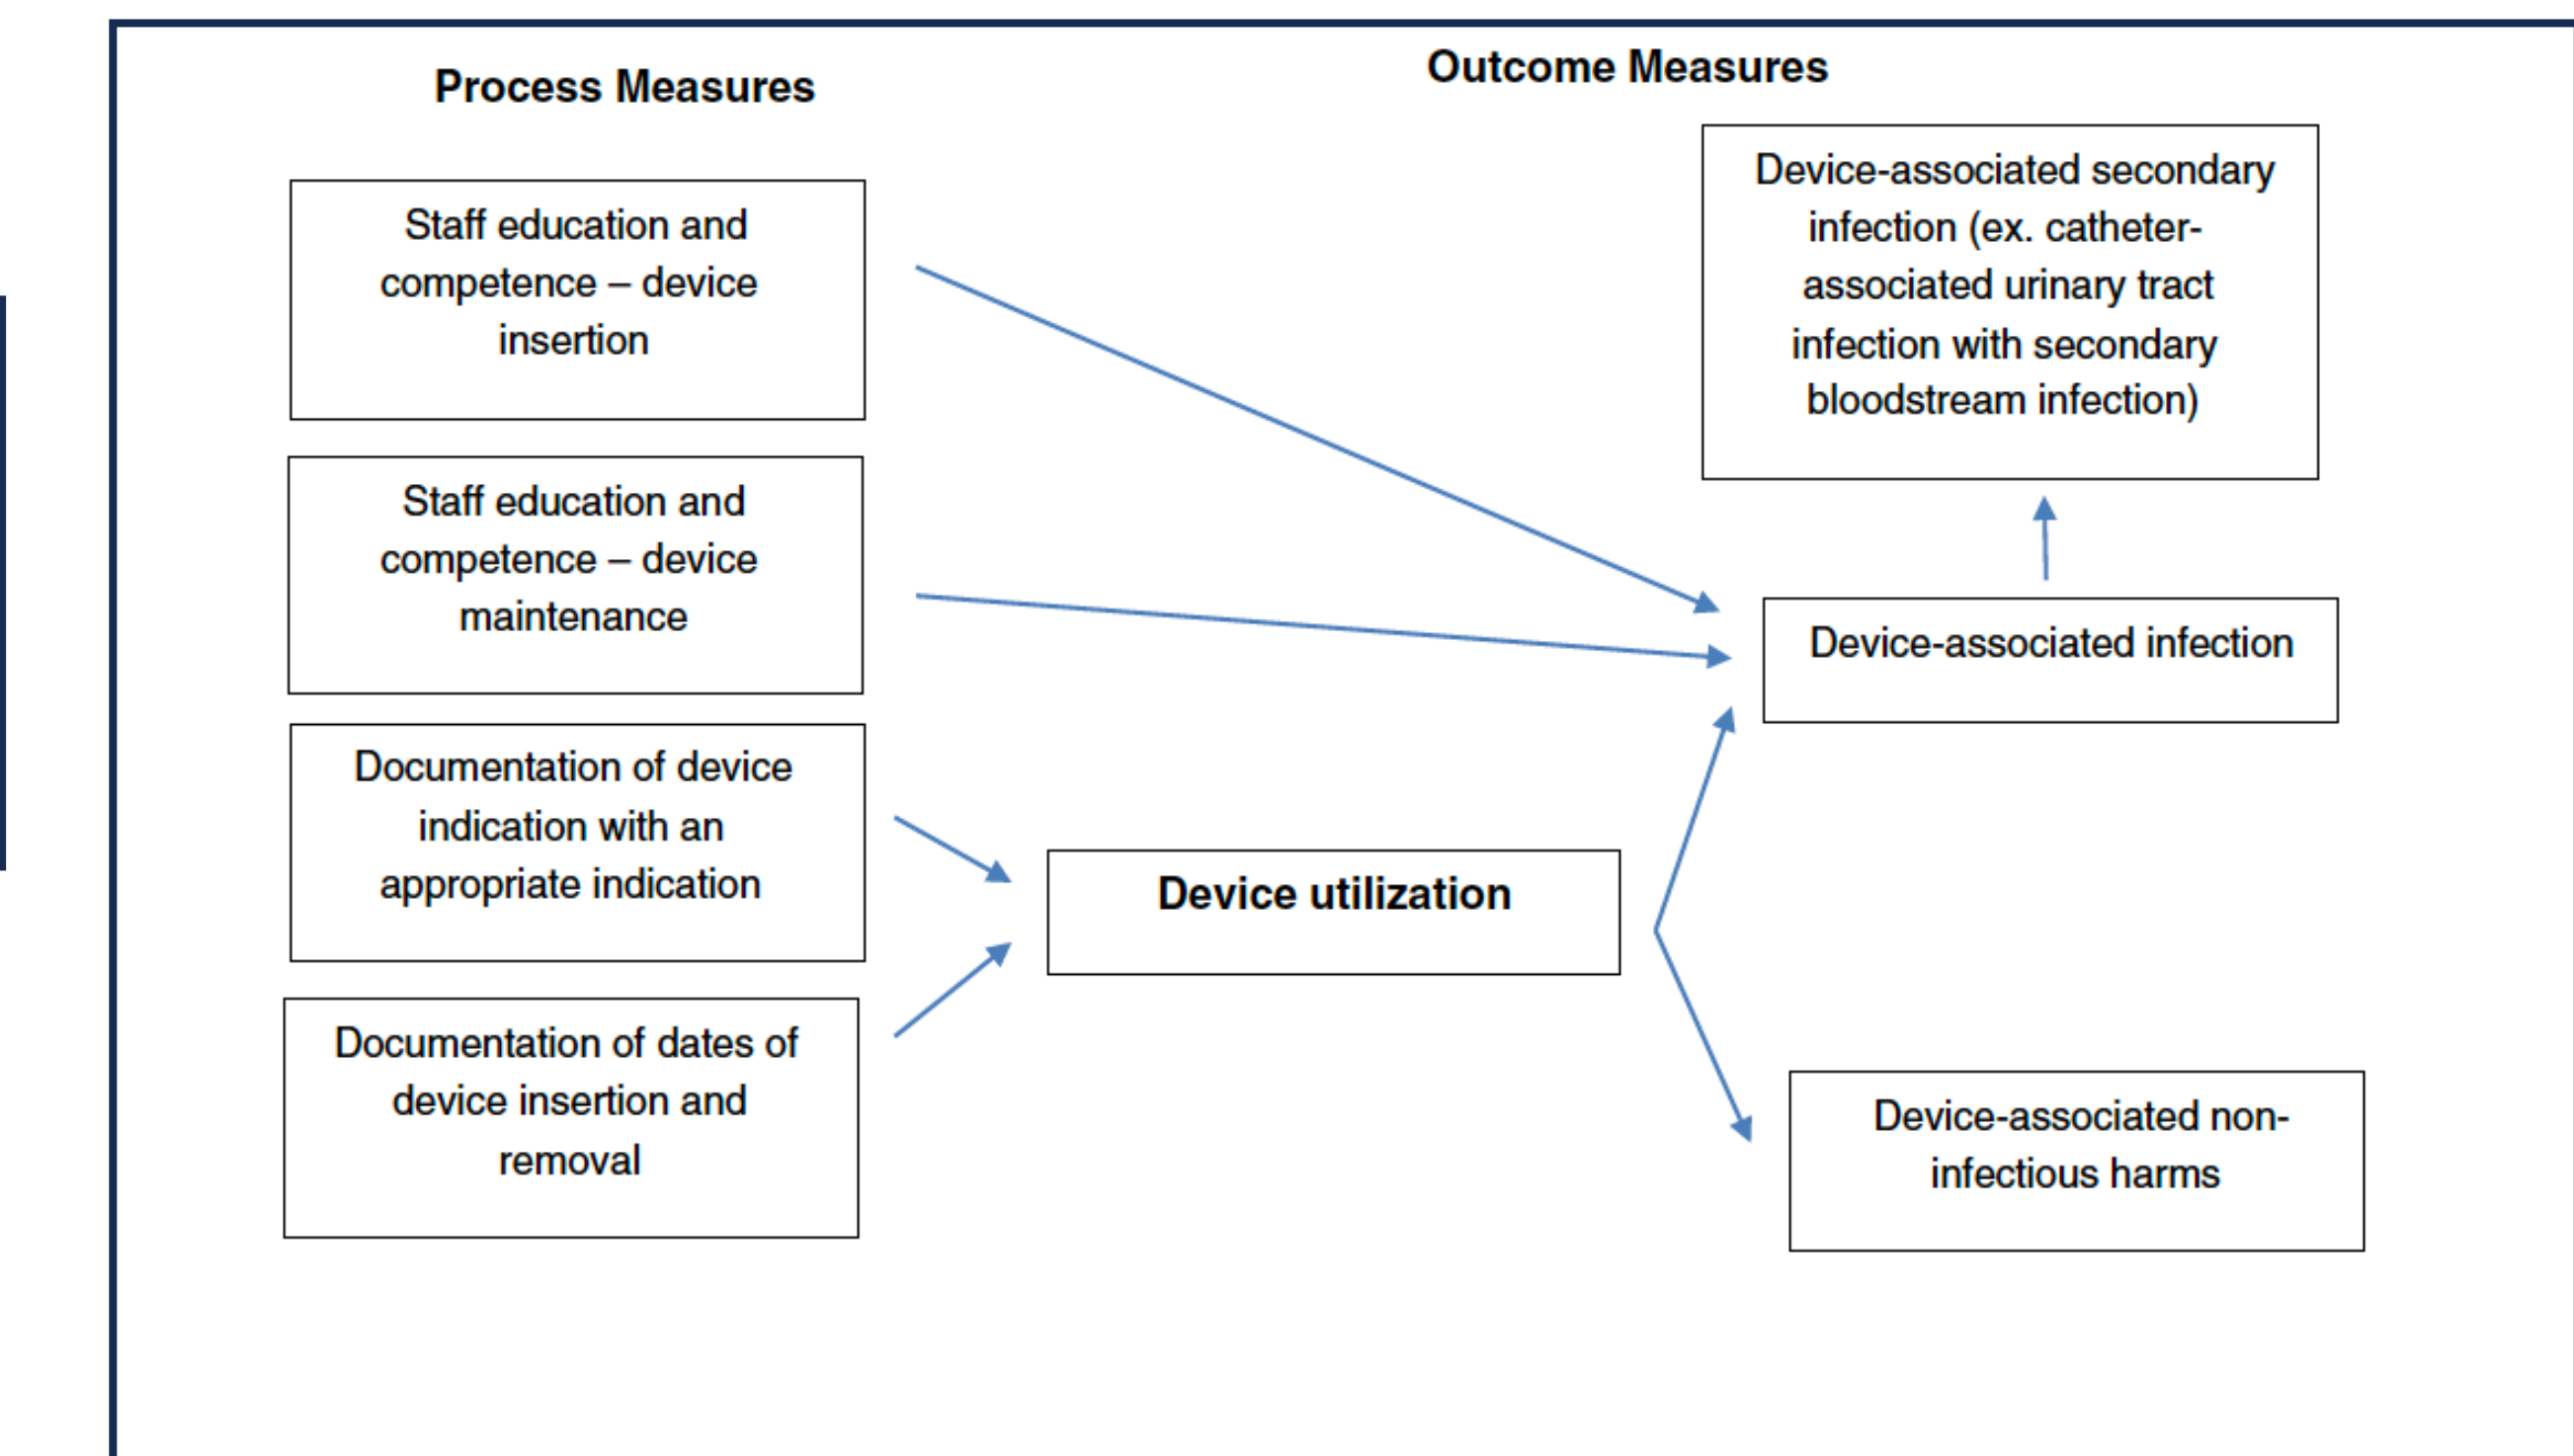 Process Measures
Outcome Measures
Staff education and
competence – device
insertion
Staff education and
competence – device
maintenance
Documentation of device
indication with an
appropriate indication
Documentation of dates of
device insertion and
removal
Device utilization
Device-associated secondary
infection (ex. catheter-
associated urinary tract
infection with secondary
bloodstream infection)
Device-associated infection
Device-associated non-
infectious harms